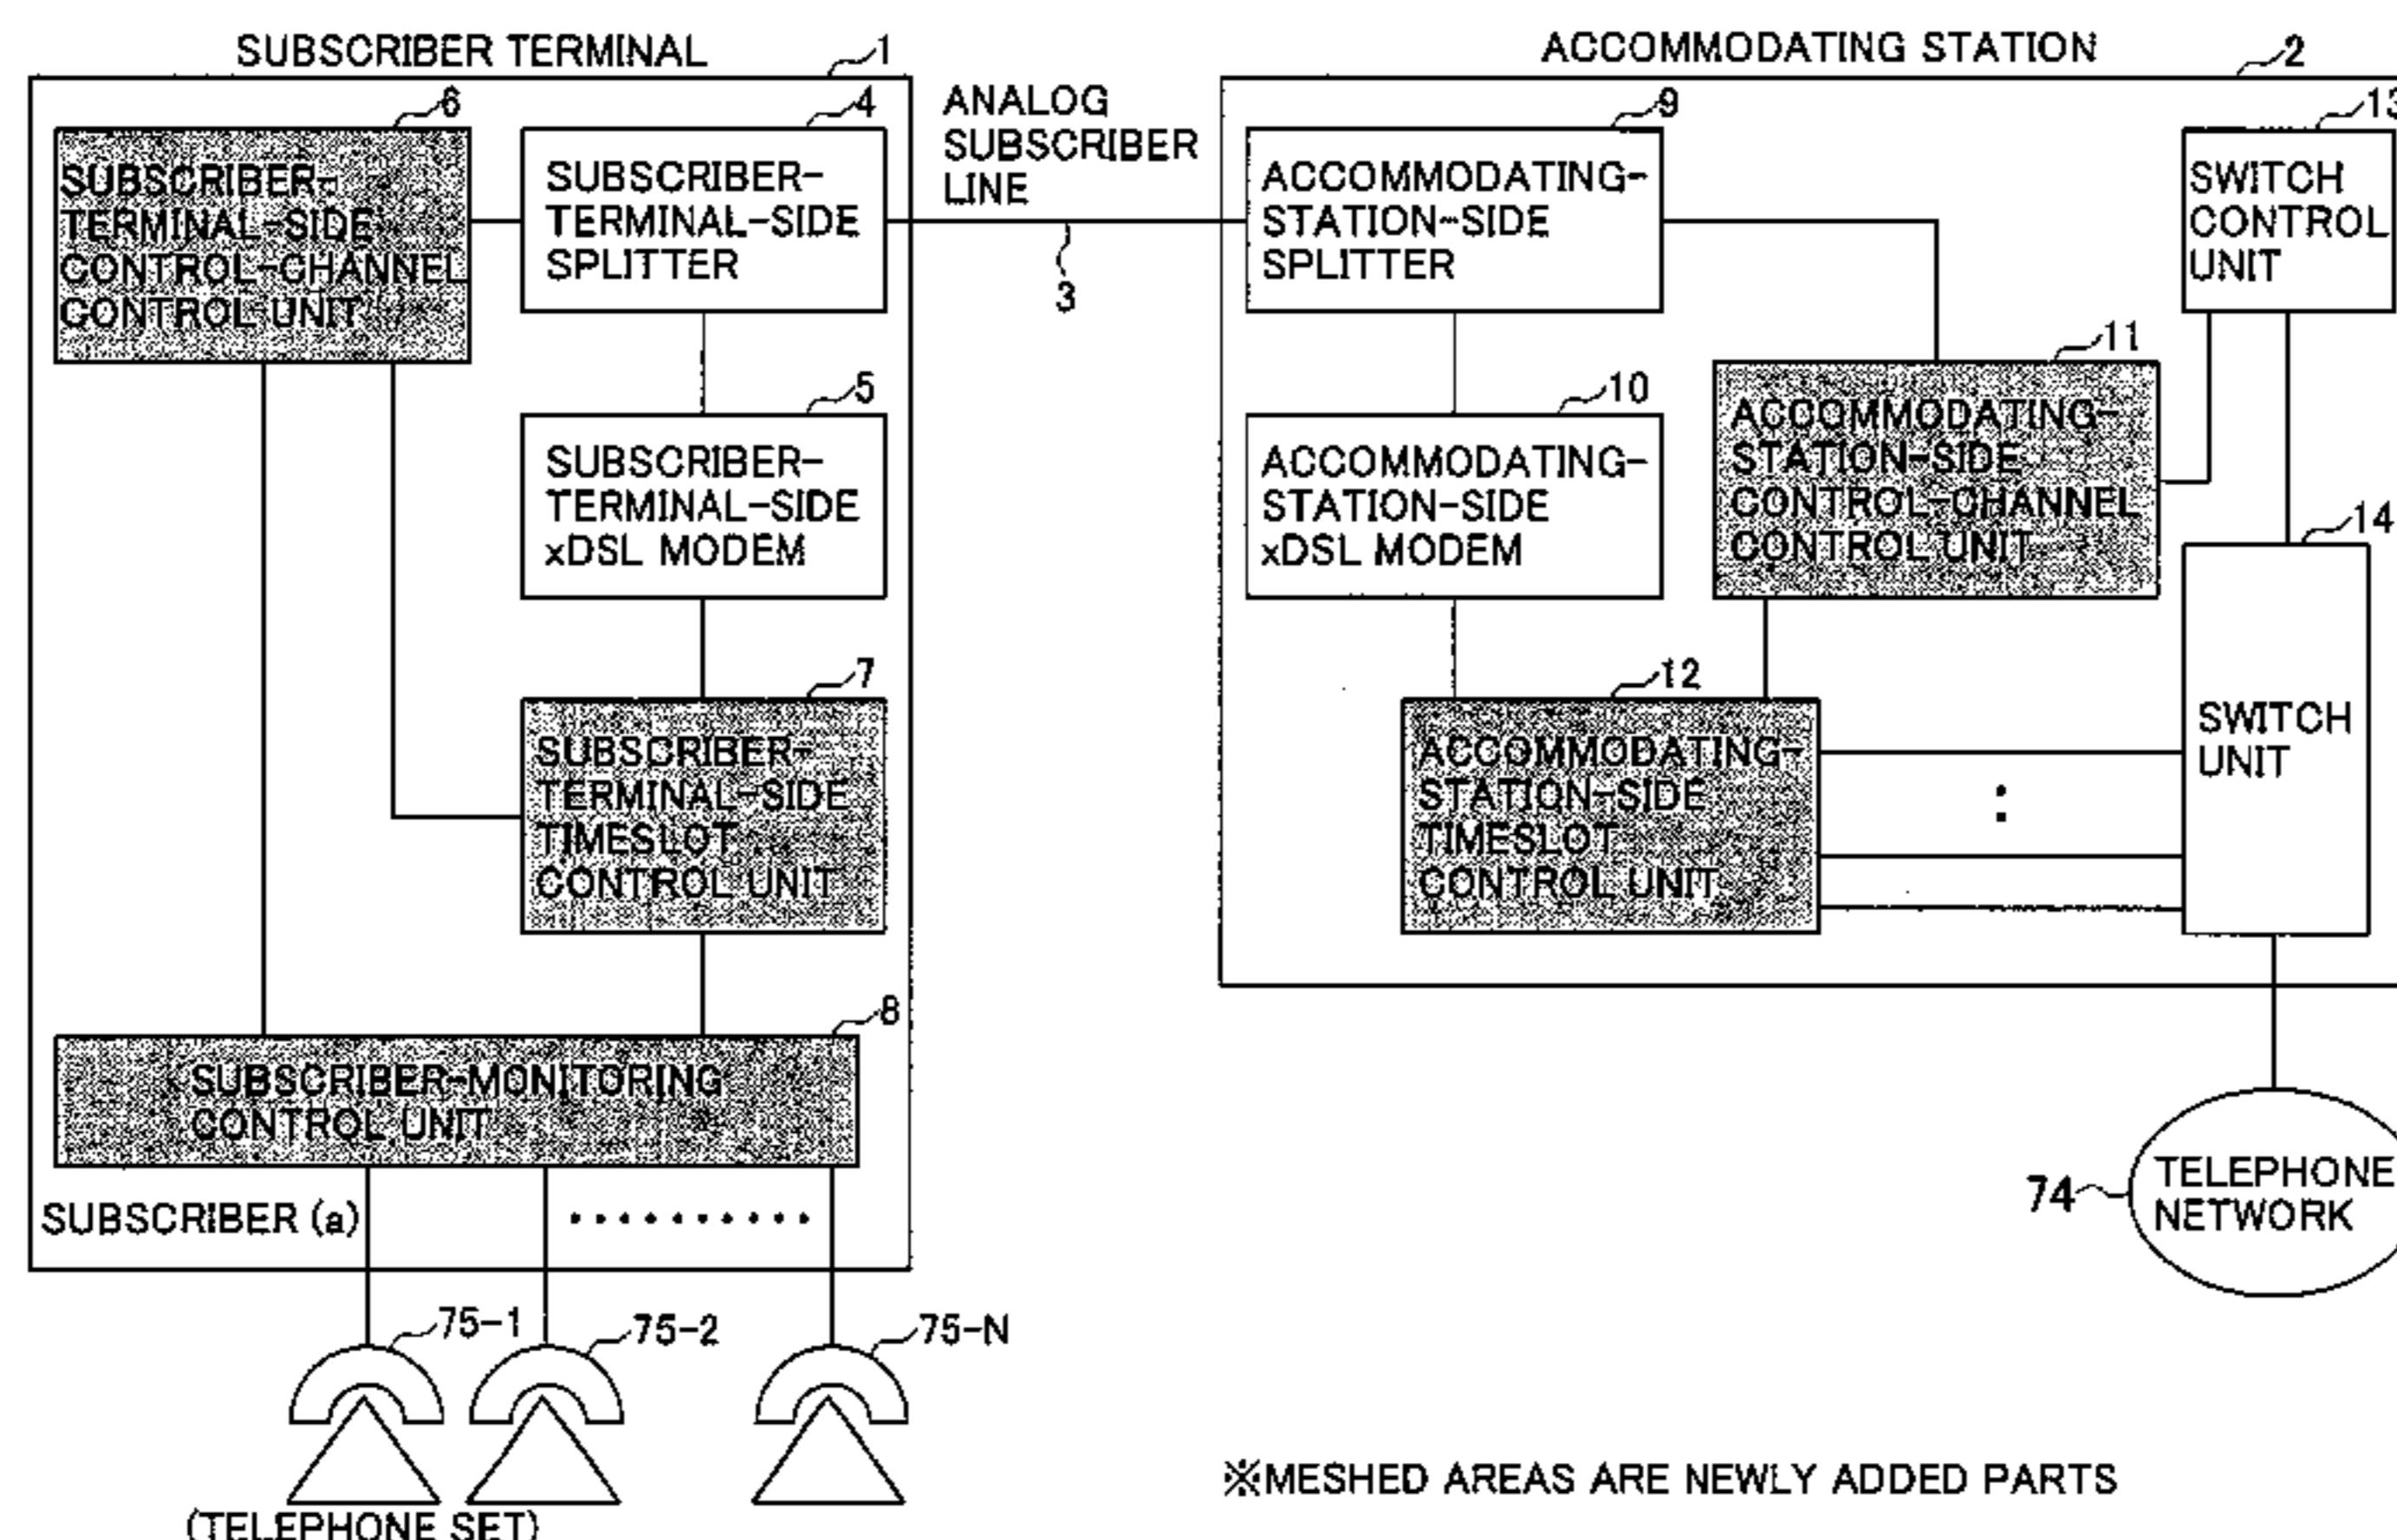 SUBSCRIBER TERMINAL
1
6
SUBSCRIBER-
TERMINAL-SIDE
CONTROL-CHANNEL
CONTROL UNIT
4
SUBSCRIBER-
TERMINAL-SIDE
SPLITTER
ANALOG
SUBSCRIBER
LINE
3
5
SUBSCRIBER-
TERMINAL-SIDE
xDSL MODEM
7
SUBSCRIBER-
TERMINAL-SIDE
TIMESLOT
CONTROL UNIT
8
SUBSCRIBER-MONITORING
CONTROL UNIT
SUBSCRIBER (a)
75-1
75-2
75-N
(TELEPHONE SET)
ACCOMMODATING STATION
2
9
ACCOMMODATING-
STATION-SIDE
SPLITTER
13
SWITCH
CONTROL
UNIT
10
ACCOMMODATING-
STATION-SIDE
xDSL MODEM
11
ACCOMMODATING-
STATION-SIDE
CONTROL-CHANNEL
CONTROL UNIT
12
ACCOMMODATING-
STATION-SIDE
TIMESLOT
CONTROL UNIT
14
SWITCH
UNIT
74
TELEPHONE
NETWORK
※MESHED AREAS ARE NEWLY ADDED PARTS